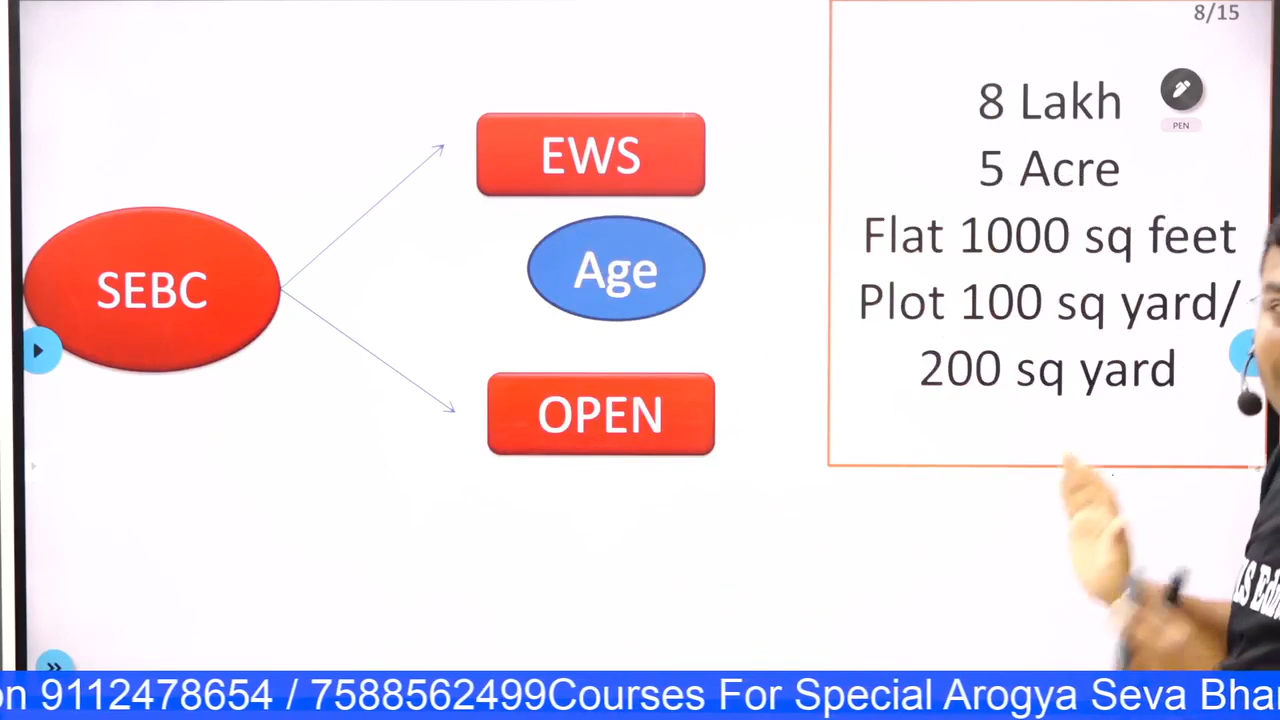 8/15
EWS
SEBC
Age
OPEN
8 Lakh
PEN
5 Acre
Flat 1000 sq feet
Plot 100 sq yard/
200 sq yard
on 9112478654 / 7588562499Courses For Special Arogya Seva